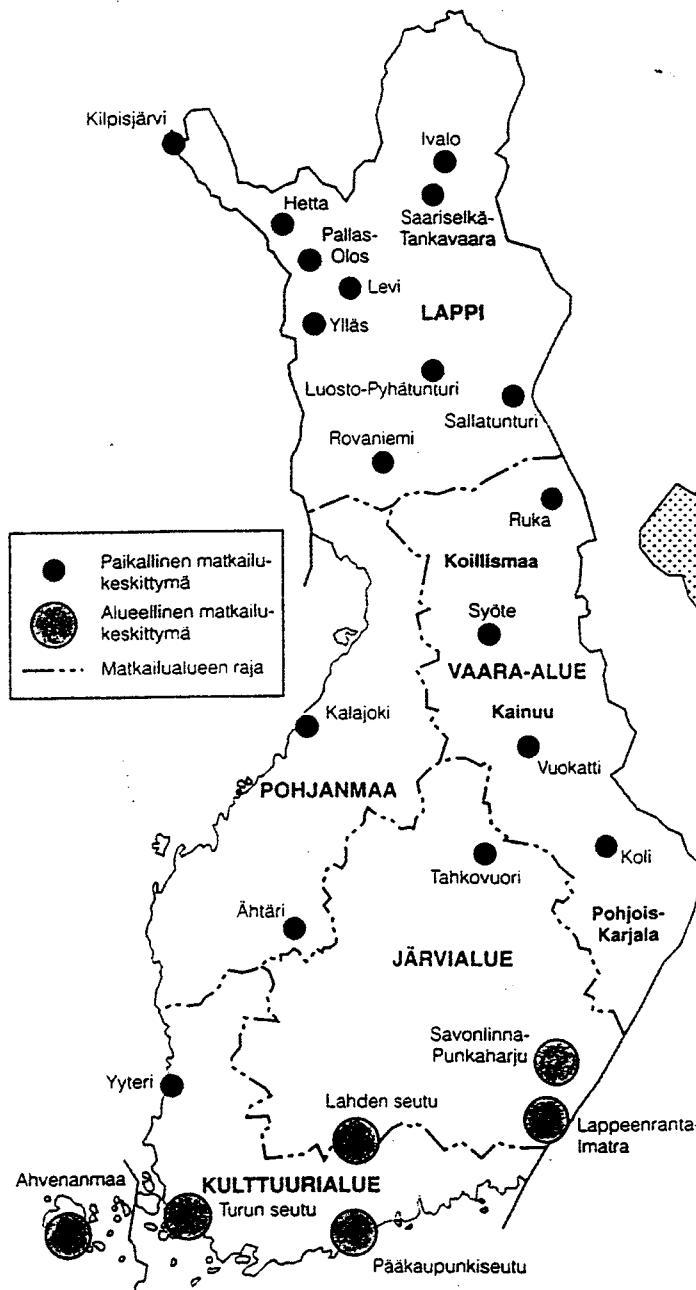 Kilpisjärvi
Ivalo
Hetta
Saariselkä-
Tankavaara
Pallas-
Olos
Levi
LAPPI
Ylläs
Luosto-Pyhätunturi
Sallatunturi
Rovaniemi
Ruka
Paikallinen matkailu-
keskittymä
Alueellinen matkailu-
keskittymä
Matkailualueen raja
Koillismaa
Syöte
VAARA-ALUE
Kainuu
Kalajoki
Vuokatti
POHJANMAA
Koli
Tahkovuori
Ähtäri
Pohjois-
Karjala
JÄRVIALUE
Savonlinna-
Punkaharju
Yyteri
Lahden seutu
Lappeenranta-
Imatra
Ahvenanmaa
KULTTUURIALUE
Turun seutu
Pääkaupunkiseutu